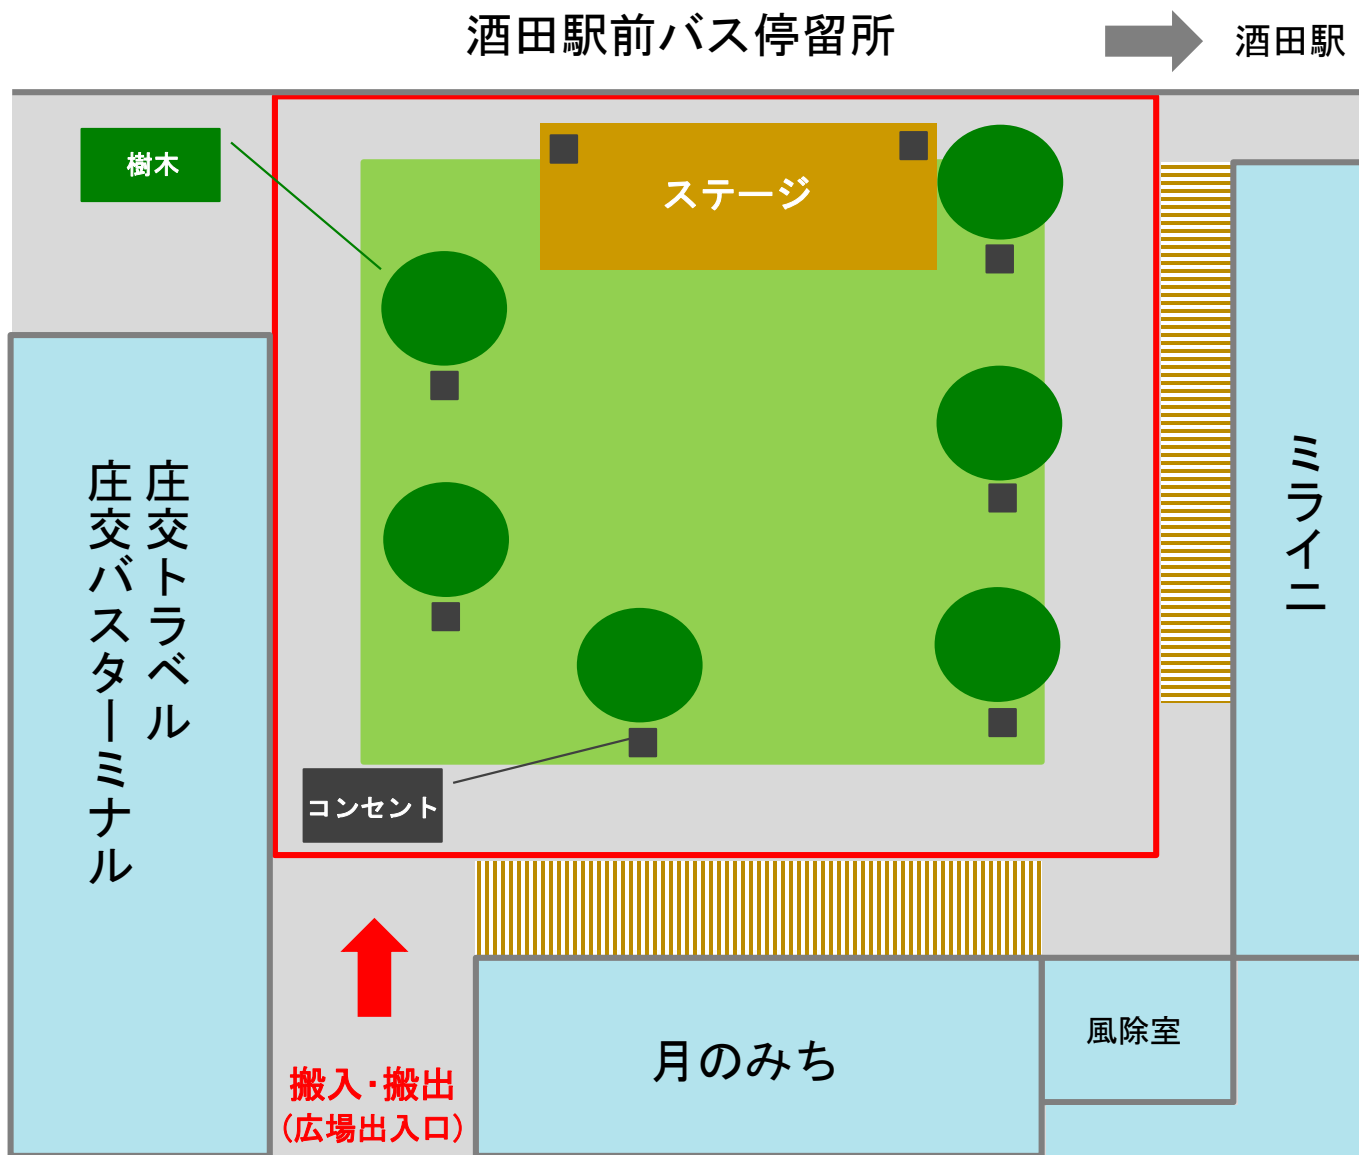 酒田駅前バス停留所
酒田駅
樹木
ステージ
庄交トラベル
庄交バスターミナル
ミライニ
コンセント
月のみち
風除室
搬入・搬出
(広場出入口)